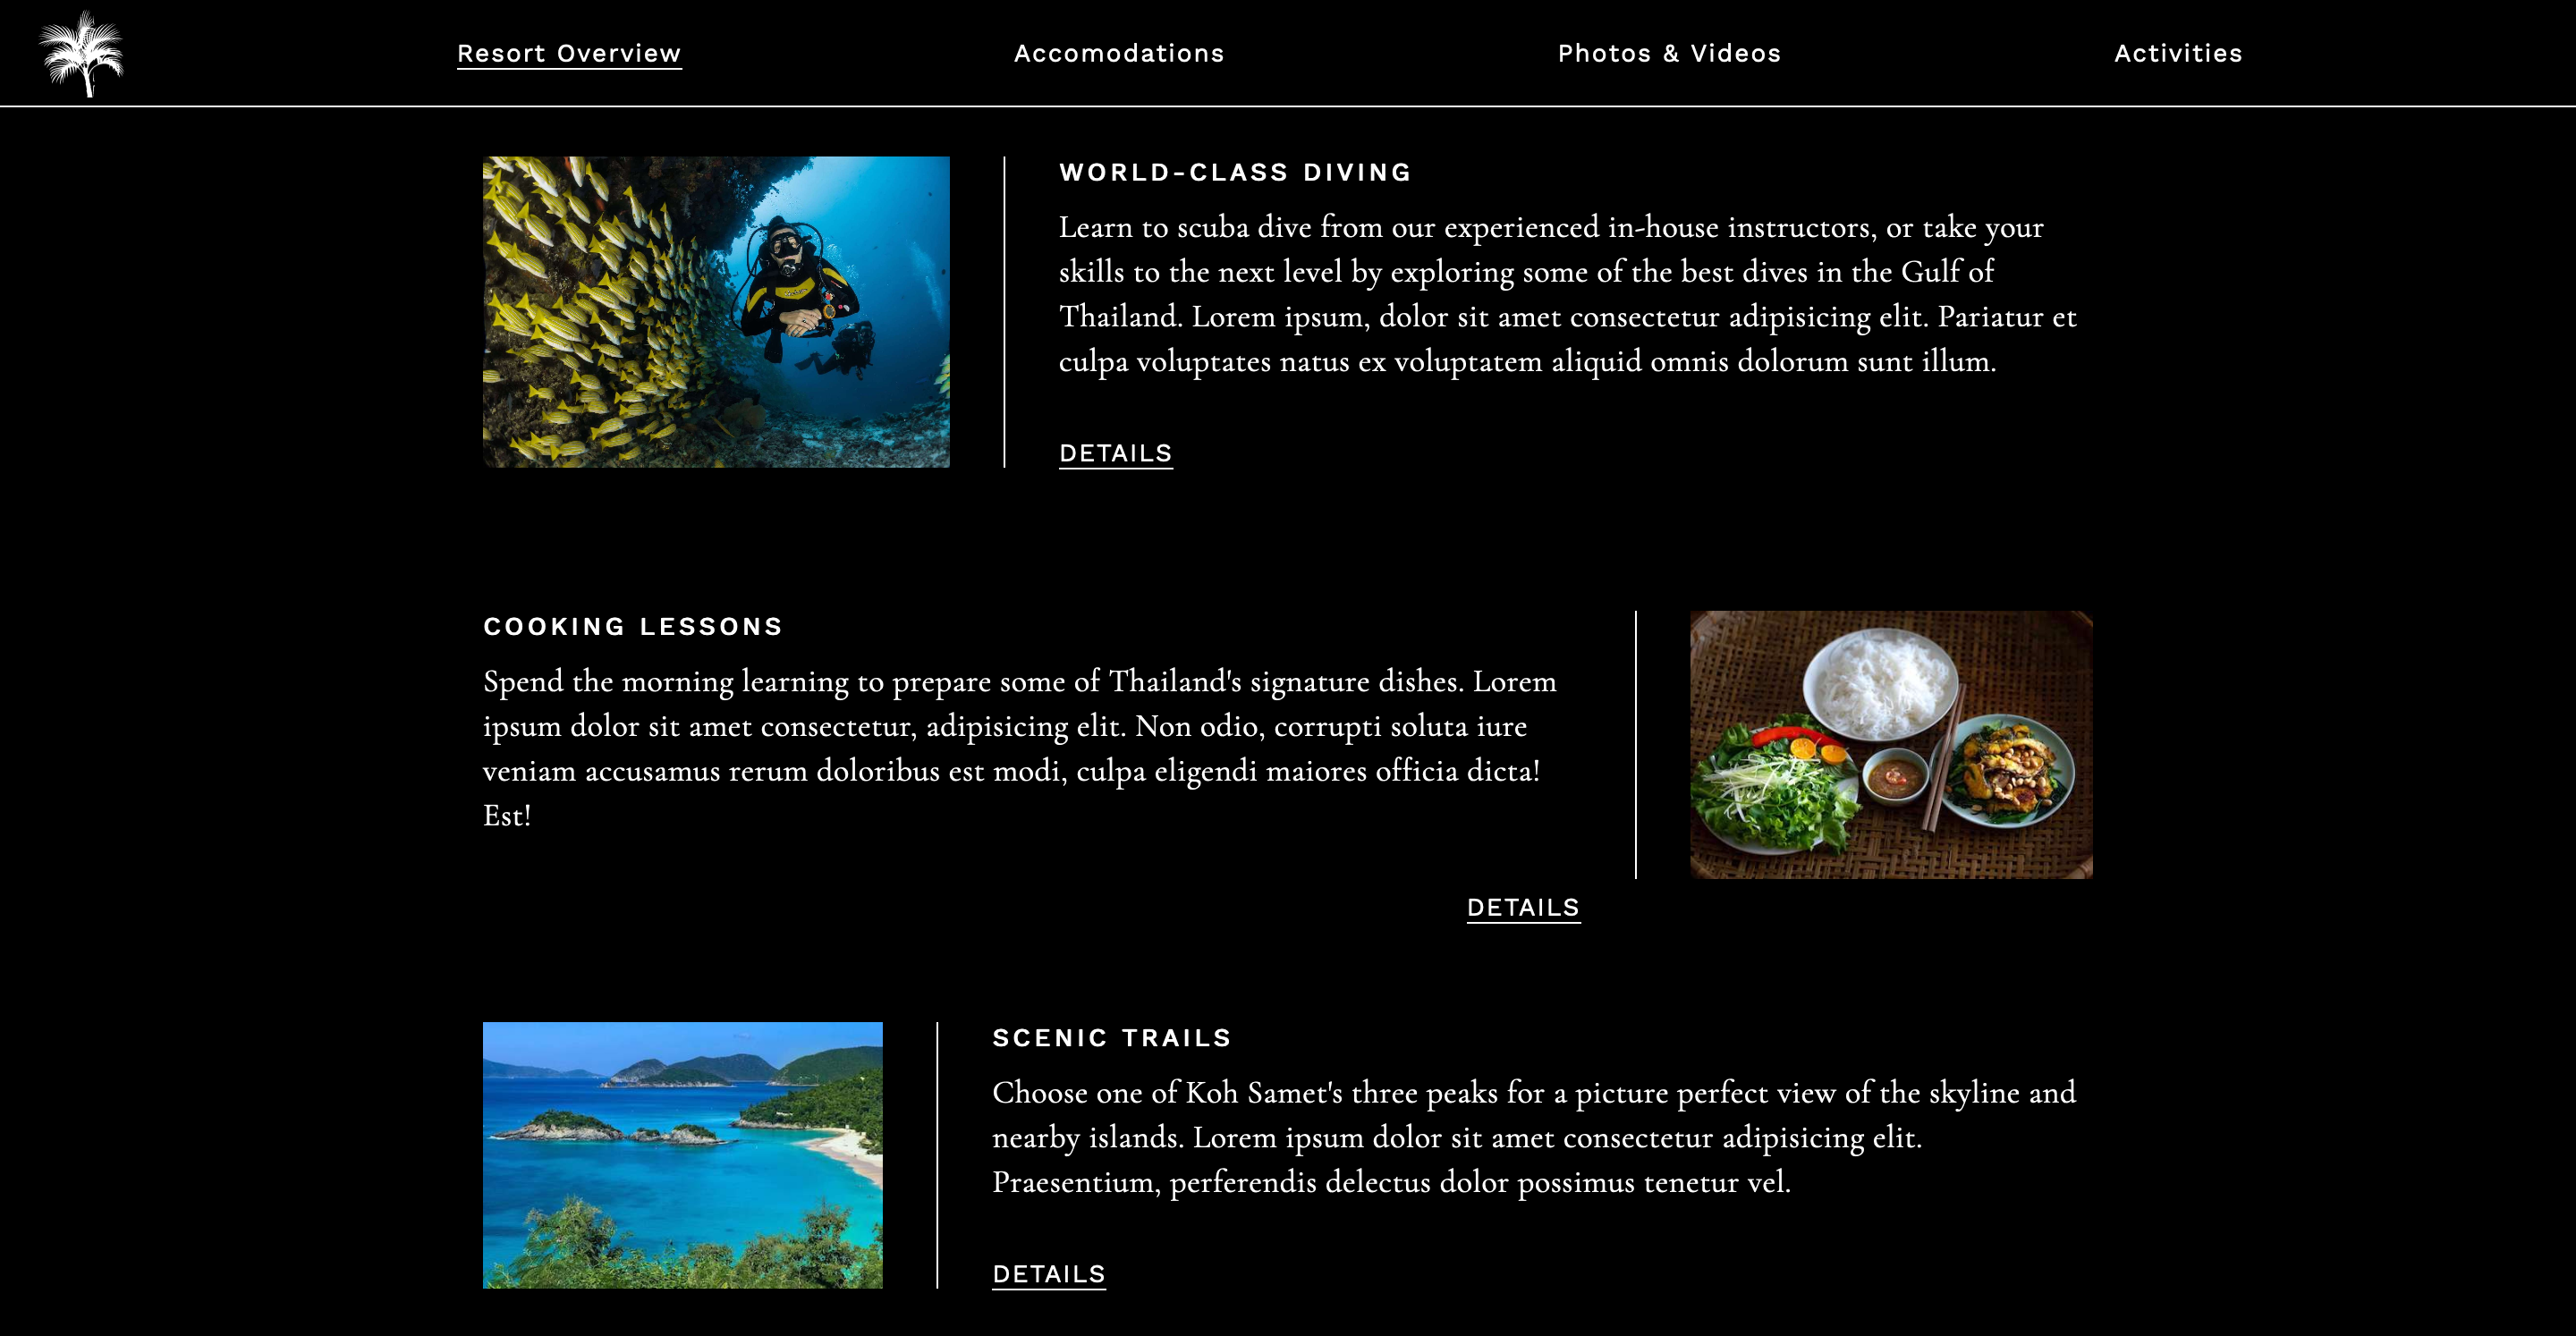 Resort Overview
Accomodations
Photos & Videos
Activities
WORLD-CLASS DIVING
Learn to scuba dive from our experienced in-house instructors, or take your
skills to the next level by exploring some of the best dives in the Gulf of
Thailand. Lorem ipsum, dolor sit amet consectetur adipisicing elit. Pariatur et
culpa voluptates natus ex voluptatem aliquid omnis dolorum sunt illum.
DETAILS
COOKING LESSONS
Spend the morning learning to prepare some of Thailand's signature dishes. Lorem
ipsum dolor sit amet consectetur, adipisicing elit. Non odio, corrupti soluta iure
veniam accusamus rerum doloribus est modi, culpa eligendi maiores officia dicta!
Est!
DETAILS
SCENIC TRAILS
Choose one of Koh Samet's three peaks for a picture perfect view of the skyline and
nearby islands. Lorem ipsum dolor sit amet consectetur adipisicing elit.
Praesentium, perferendis delectus dolor possimus tenetur vel.
DETAILS